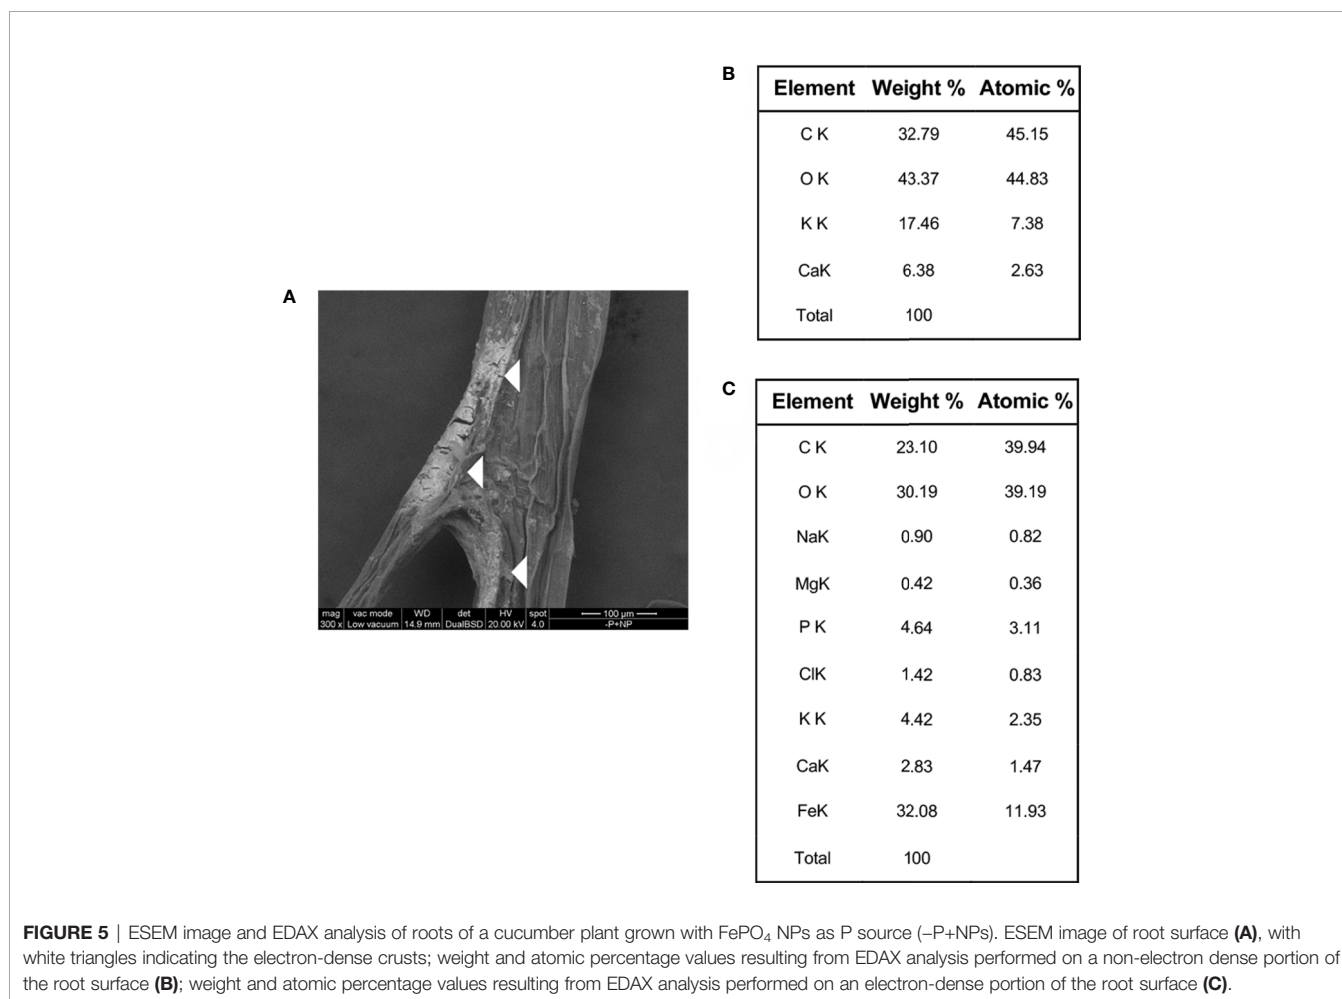 B
Element Weight % Atomic %
C K 32.79 45.15
O K 43.37 44.83
K K 17.46 7.38
CaK 6.38 2.63
Total 100
A
mag vac mode WD det HV spot 100 µm
300 x Low vacuum 14.9 mm DualBSD 20.00 kV 4.0 -P+NP
C
Element Weight % Atomic %
C K 23.10 39.94
O K 30.19 39.19
NaK 0.90 0.82
MgK 0.42 0.36
P K 4.64 3.11
ClK 1.42 0.83
K K 4.42 2.35
CaK 2.83 1.47
FeK 32.08 11.93
Total 100
FIGURE 5 | ESEM image and EDAX analysis of roots of a cucumber plant grown with FePO₄ NPs as P source (−P+NPs). ESEM image of root surface (A), with
white triangles indicating the electron-dense crusts; weight and atomic percentage values resulting from EDAX analysis performed on a non-electron dense portion of
the root surface (B); weight and atomic percentage values resulting from EDAX analysis performed on an electron-dense portion of the root surface (C).